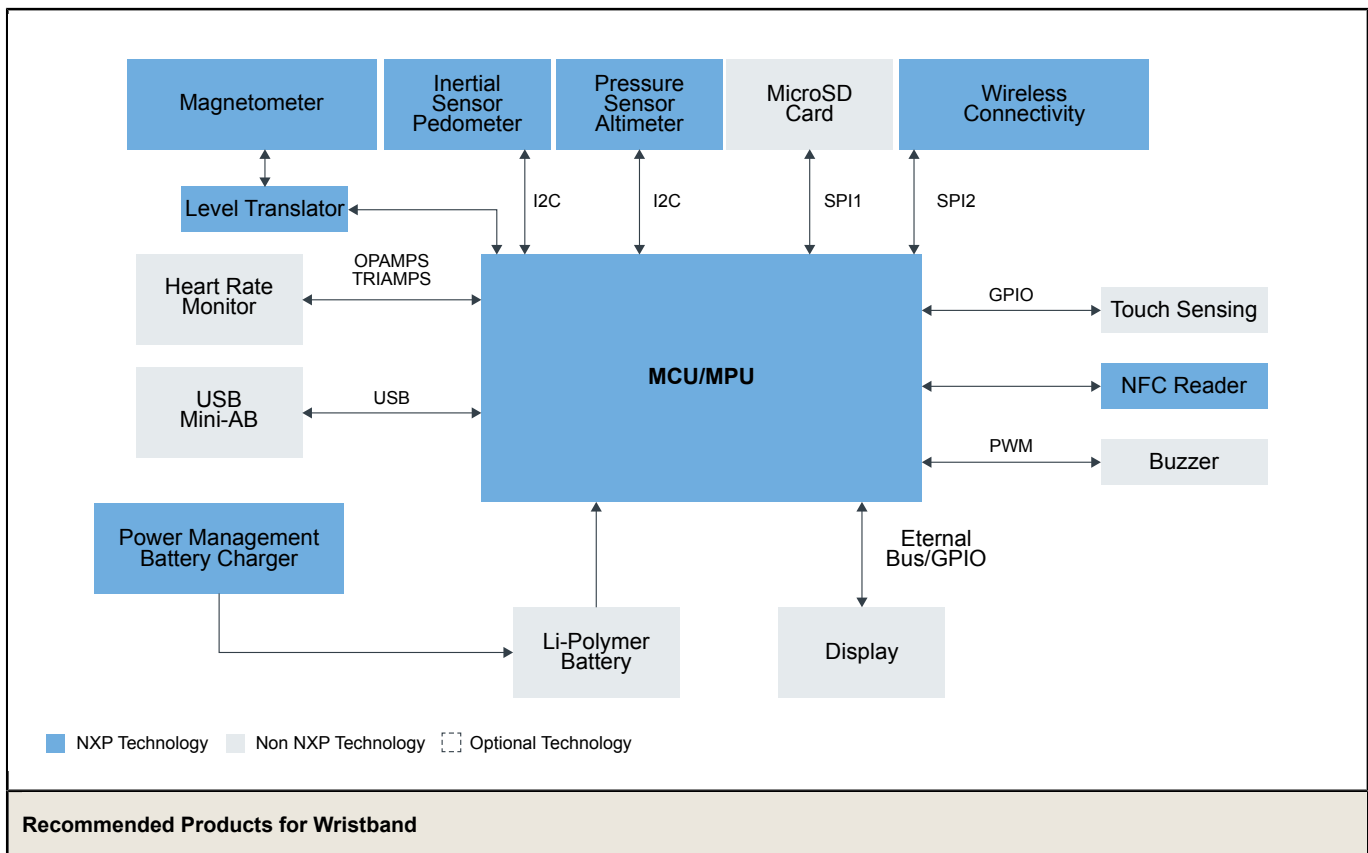 Magnetometer
Inertial
Sensor
Pedometer
Pressure
Sensor
Altimeter
MicroSD
Card
Wireless
Connectivity
Level Translator
I2C
I2C
SPI1
SPI2
Heart Rate
Monitor
OPAMPS
TRIAMPS
MCU/MPU
GPIO
Touch Sensing
USB
Mini-AB
USB
NFC Reader
PWM
Buzzer
Power Management
Battery Charger
Eternal
Bus/GPIO
Li-Polymer
Battery
Display
NXP Technology
Non NXP Technology
Optional Technology
Recommended Products for Wristband